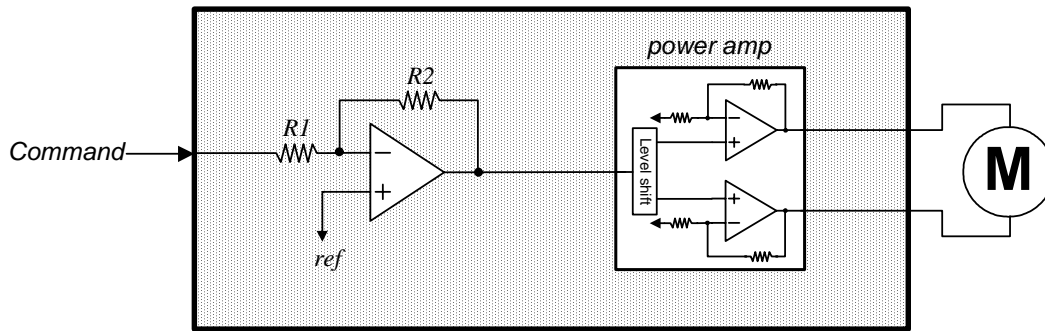 power amp
R2
R1
Command
ref
Level shift
M